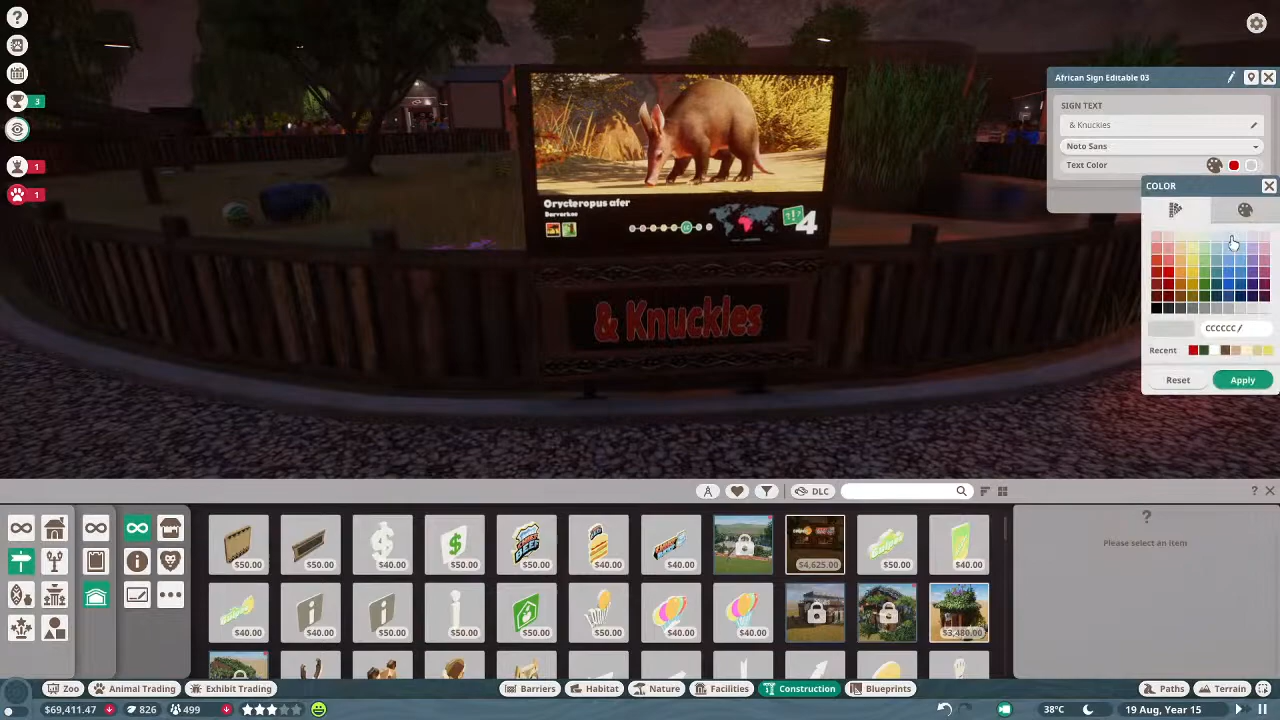 African Sign Editable 03
SIGN TEXT
& Knuckles
Noto Sans
Text Color
COLOR
CCCCCC
Recent
Reset
Apply
3
1
1
Orycteropus afer
Aardvark
4
& Knuckles
DLC
$50.00
$50.00
$40.00
$50.00
$50.00
$40.00
$40.00
$4,625.00
$50.00
$40.00
$40.00
$40.00
$50.00
$50.00
$50.00
$50.00
$40.00
$40.00
$3,480.00
Please select an item
Zoo
Animal Trading
Exhibit Trading
Barriers
Habitat
Nature
Facilities
Construction
Blueprints
Paths
Terrain
$69,411.47
826
499
38°C
19 Aug, Year 15